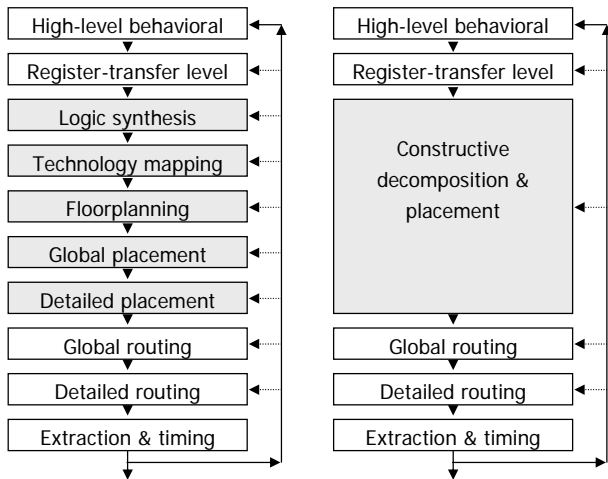 High-level behavioral
Register-transfer level
Logic synthesis
Technology mapping
Floorplanning
Global placement
Detailed placement
Global routing
Detailed routing
Extraction & timing
High-level behavioral
Register-transfer level
Constructive
decomposition &
placement
Global routing
Detailed routing
Extraction & timing